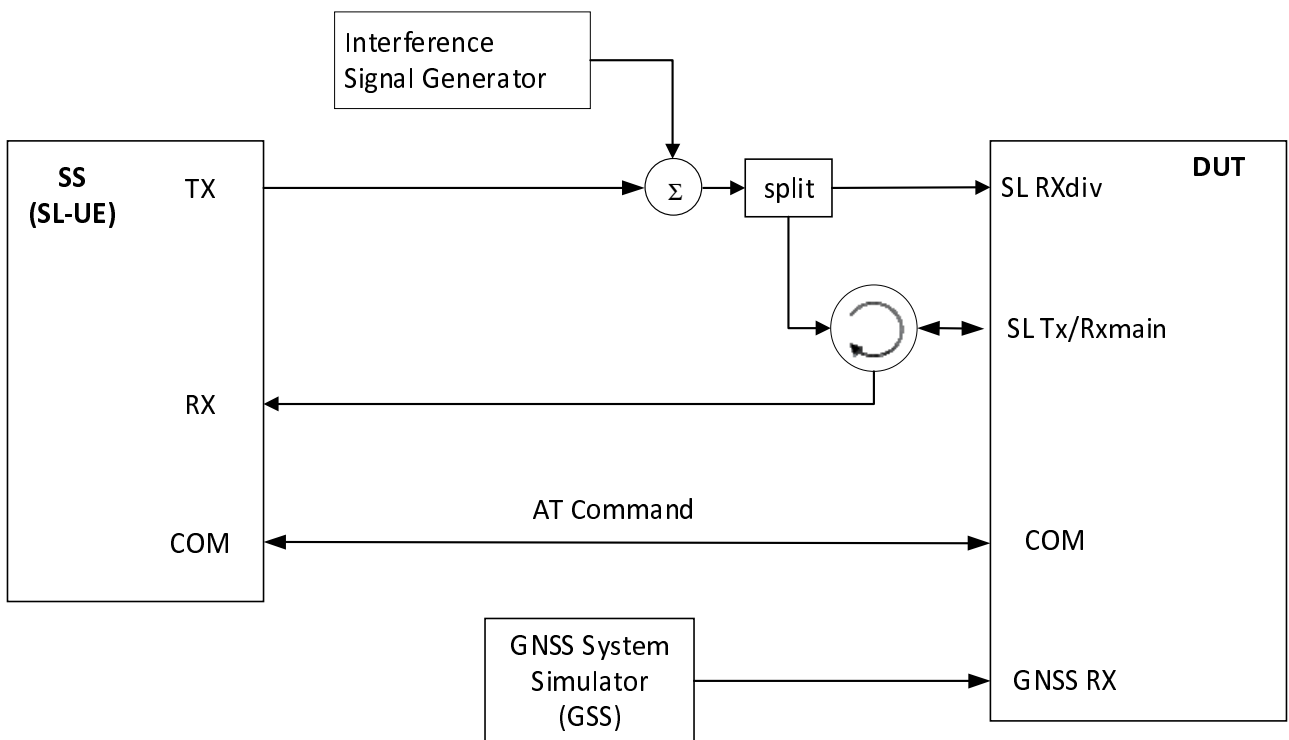 Interference
Signal Generator
SS
(SL-UE)
TX
Σ
split
SL RXdiv
DUT
SL Tx/Rxmain
RX
AT Command
COM
COM
GNSS System
Simulator
(GSS)
GNSS RX